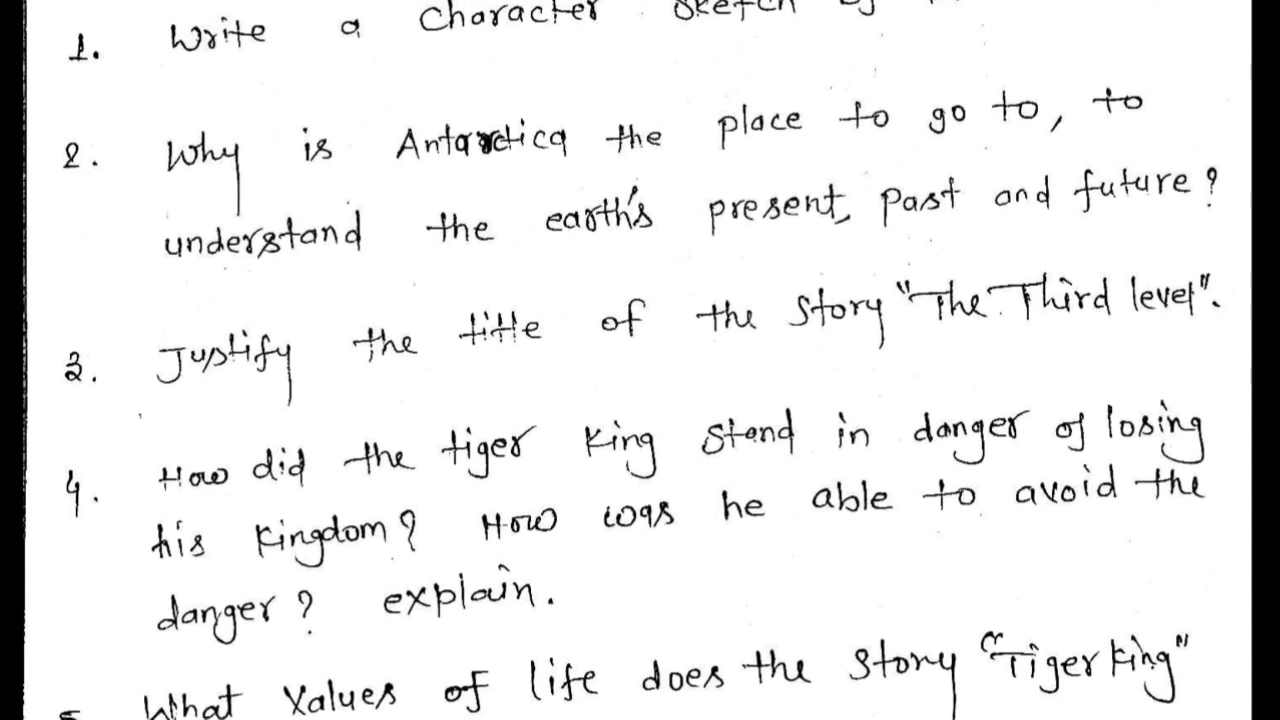 1. Write a Character Sketch of
2. Why is Antarctica the place to go to, to
understand the earth's present, past and future?
3. Justify the title of the story "The Third level".
4. How did the tiger King stand in danger of losing
his kingdom? How was he able to avoid the
danger? explain.
What Values of life does the story "Tiger king"